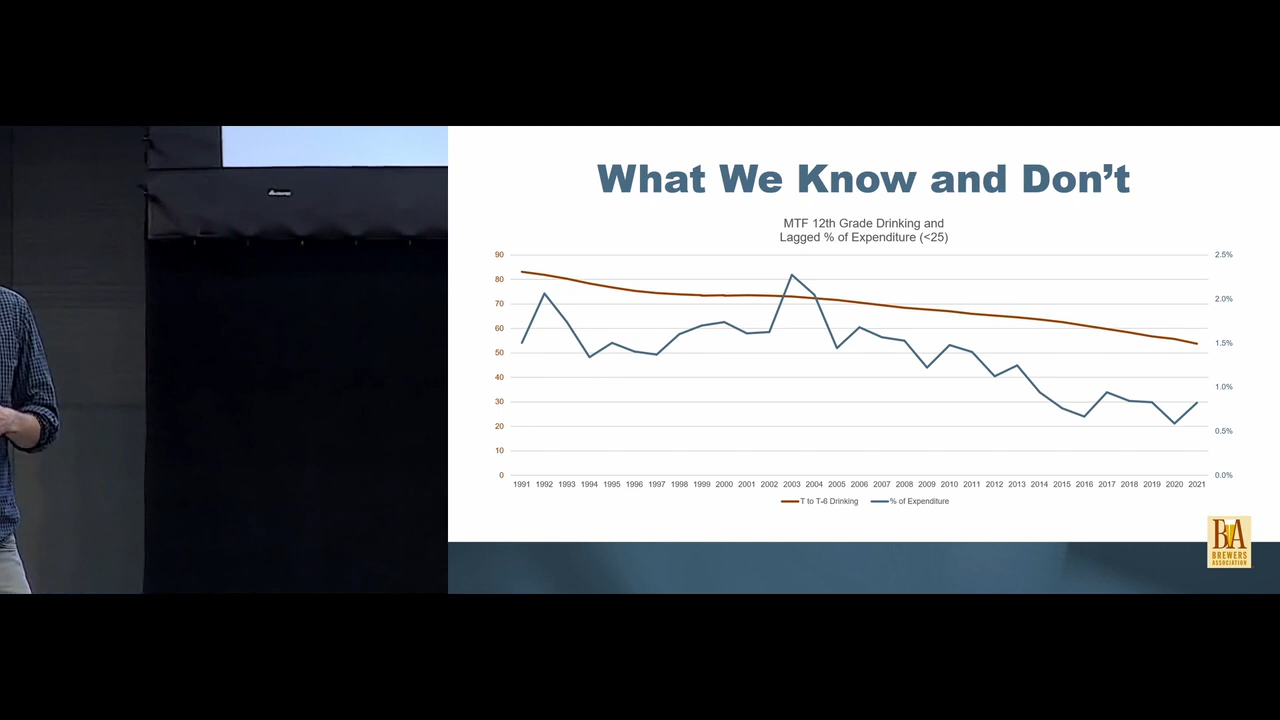 What We Know and Don't
MTF 12th Grade Drinking and
Lagged % of Expenditure (<25)
90
80
70
60
50
40
30
20
10
0
2.5%
2.0%
1.5%
1.0%
0.5%
0.0%
1991 1992 1993 1994 1995 1996 1997 1998 1999 2000 2001 2002 2003 2004 2005 2006 2007 2008 2009 2010 2011 2012 2013 2014 2015 2016 2017 2018 2019 2020 2021
T to T-6 Drinking % of Expenditure
BA
BREWERS
ASSOCIATION